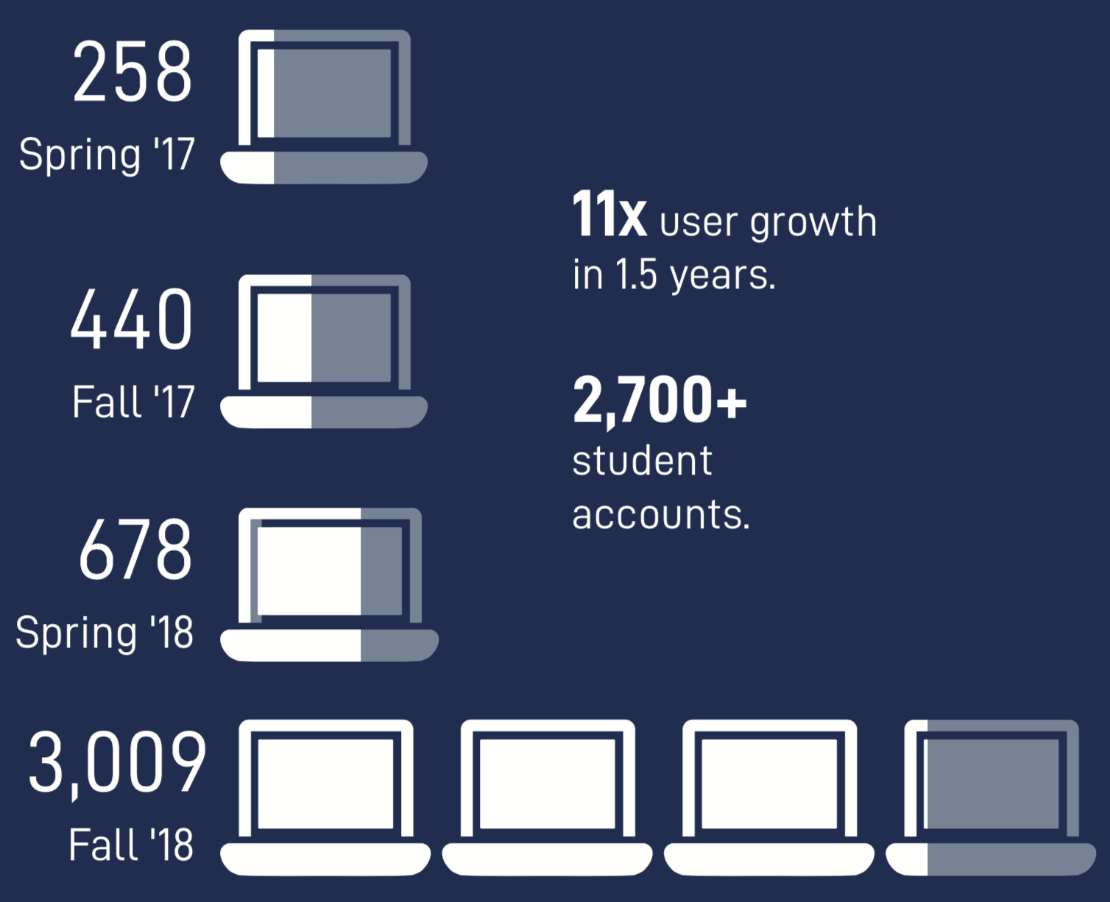 258
Spring '17
11x user growth
in 1.5 years.
440
Fall '17
2,700+
student
accounts.
678
Spring '18
3,009
Fall '18